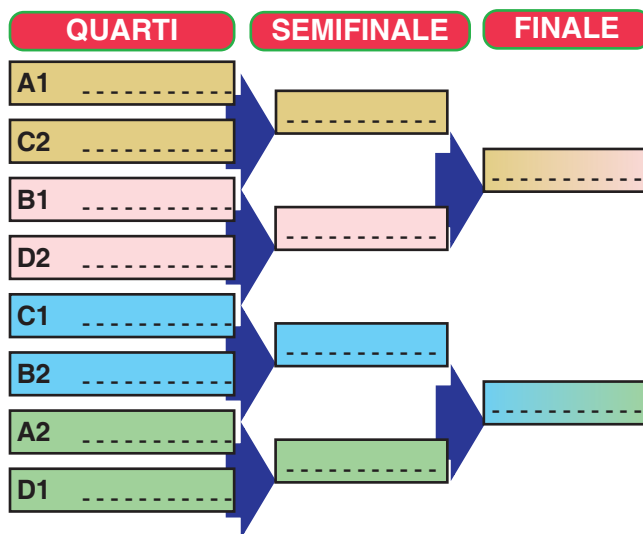 QUARTI SEMIFINALE FINALE
A1 _ _ _ _ _ _ _ _ _ _
C2 _ _ _ _ _ _ _ _ _ _
B1 _ _ _ _ _ _ _ _ _ _
D2 _ _ _ _ _ _ _ _ _ _
C1 _ _ _ _ _ _ _ _ _ _
B2 _ _ _ _ _ _ _ _ _ _
A2 _ _ _ _ _ _ _ _ _ _
D1 _ _ _ _ _ _ _ _ _ _